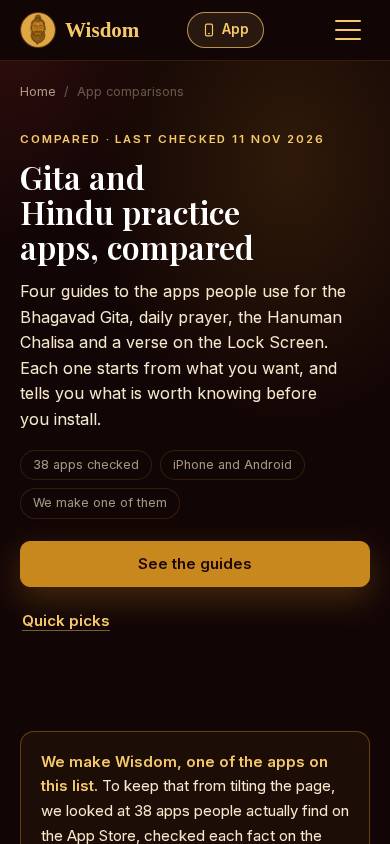 Wisdom
App
Home / App comparisons
COMPARED · LAST CHECKED 11 NOV 2026
Gita and
Hindu practice
apps, compared
Four guides to the apps people use for the
Bhagavad Gita, daily prayer, the Hanuman
Chalisa and a verse on the Lock Screen.
Each one starts from what you want, and
tells you what is worth knowing before
you install.
38 apps checked
iPhone and Android
We make one of them
See the guides
Quick picks
We make Wisdom, one of the apps on
this list. To keep that from tilting the page,
we looked at 38 apps people actually find on
the App Store, checked each fact on the